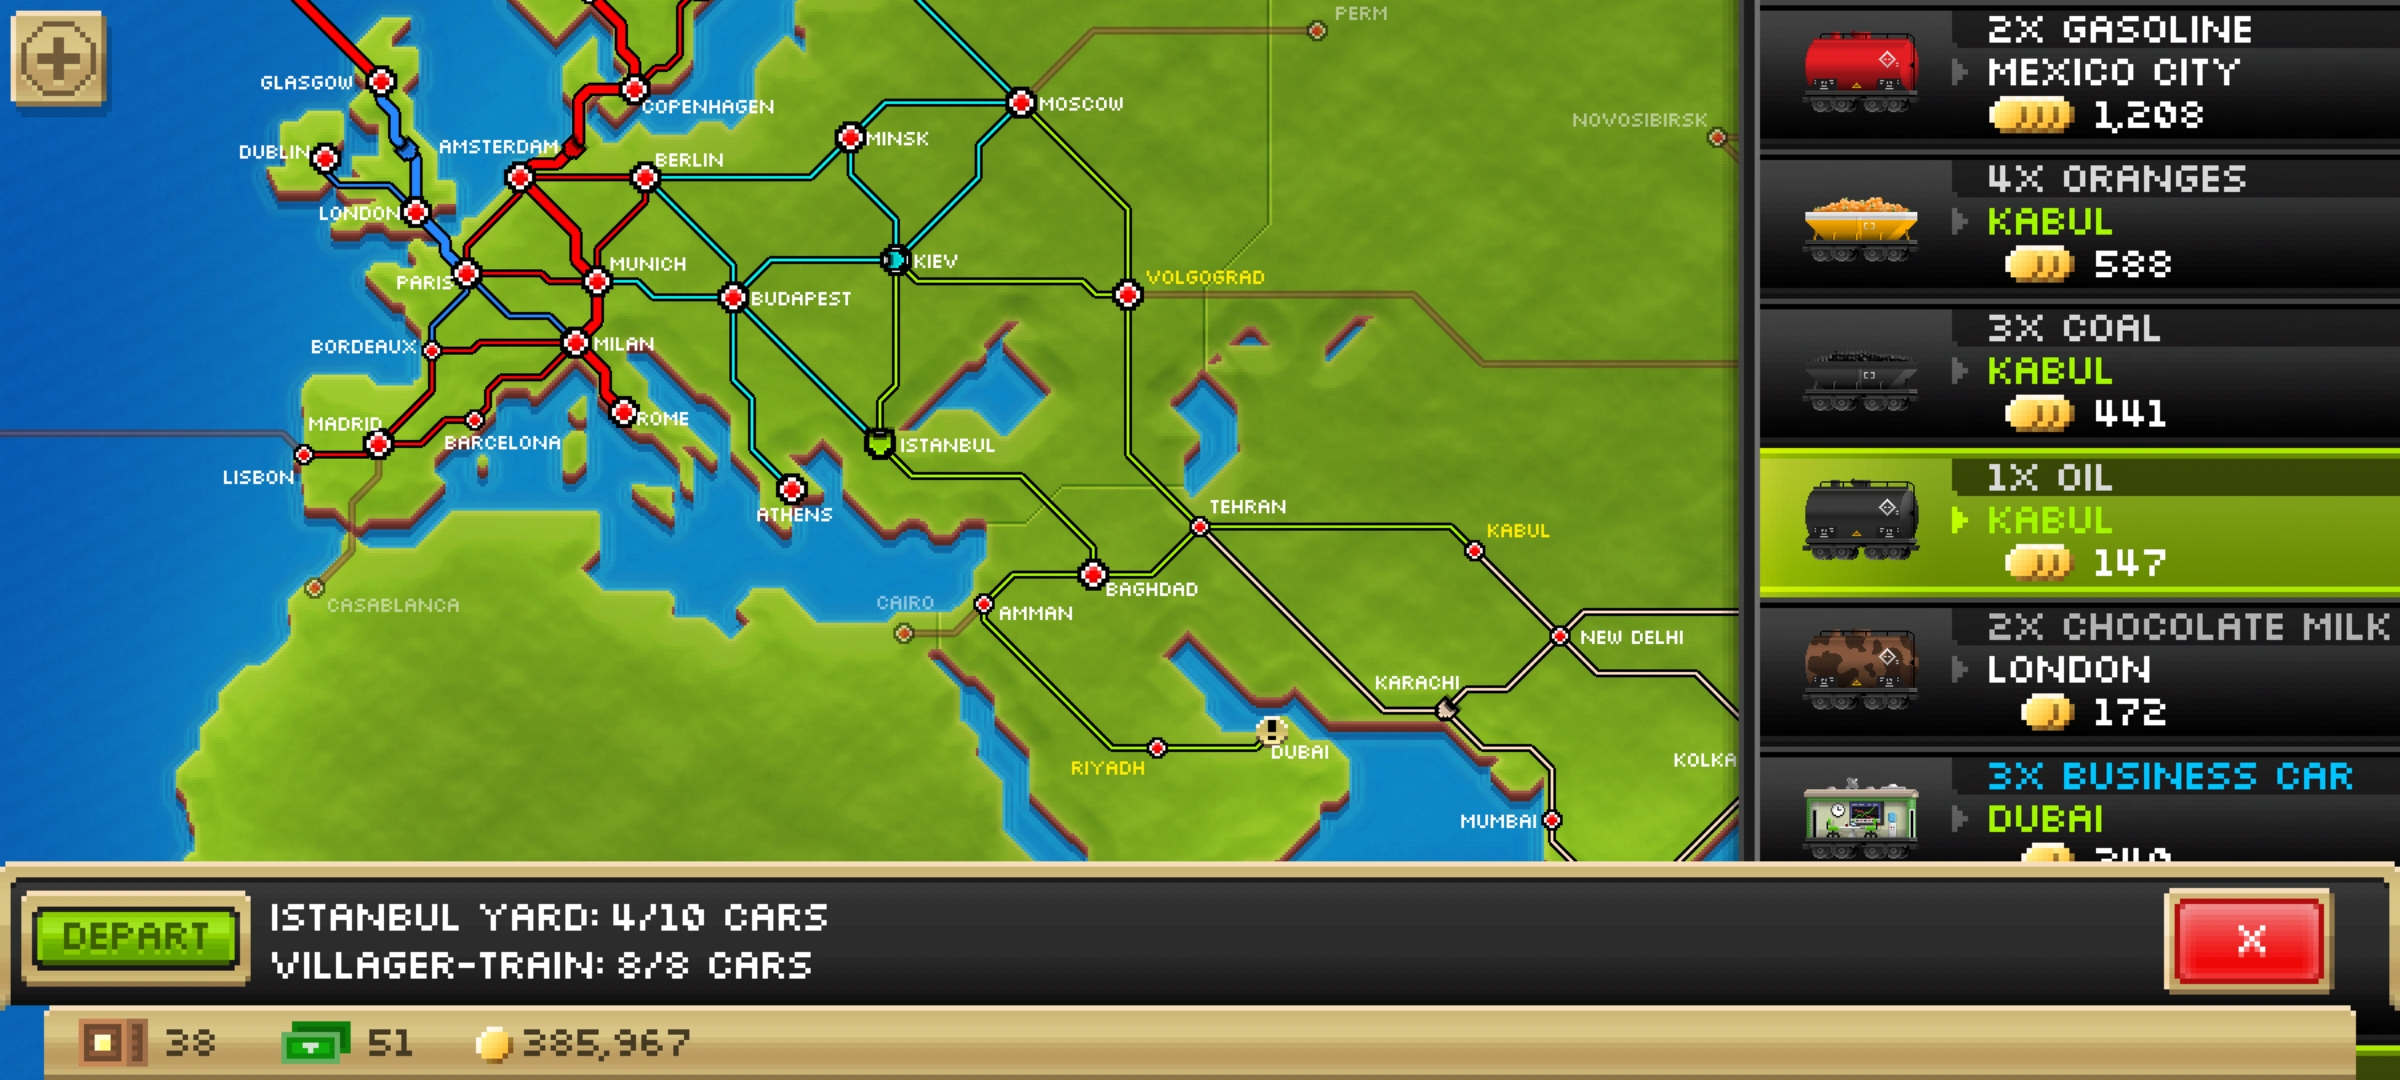 PERM
GLASGOW
COPENHAGEN
MOSCOW
NOVOSIBIRSK
MINSK
DUBLIN
AMSTERDAM
BERLIN
LONDON
KIEV
MUNICH
VOLGOGRAD
PARIS
BUDAPEST
BORDEAUX
MILAN
MADRID
ROME
BARCELONA
ISTANBUL
LISBON
ATHENS
TEHRAN
KABUL
BAGHDAD
CASABLANCA
CAIRO
AMMAN
NEW DELHI
KARACHI
DUBAI
RIYADH
KOLKA
MUMBAI
2X GASOLINE
MEXICO CITY
1,208
4X ORANGES
KABUL
588
3X COAL
KABUL
441
1X OIL
KABUL
147
2X CHOCOLATE MILK
LONDON
172
3X BUSINESS CAR
DUBAI
DEPART
ISTANBUL YARD: 4/10 CARS
VILLAGER-TRAIN: 8/8 CARS
X
38
51
385,967